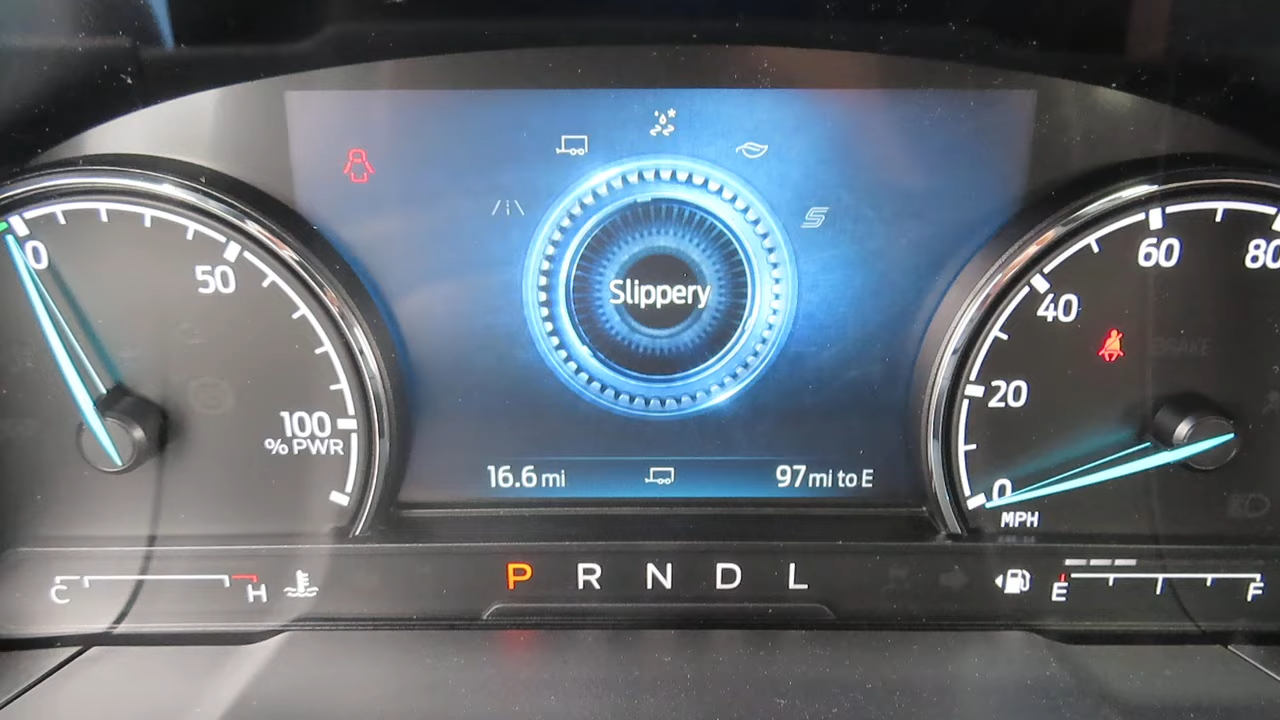 0
50
100
% PWR
Slippery
16.6 mi
97 mi to E
0
20
40
60
80
MPH
BRAKE
C
H
P R N D L
E
F